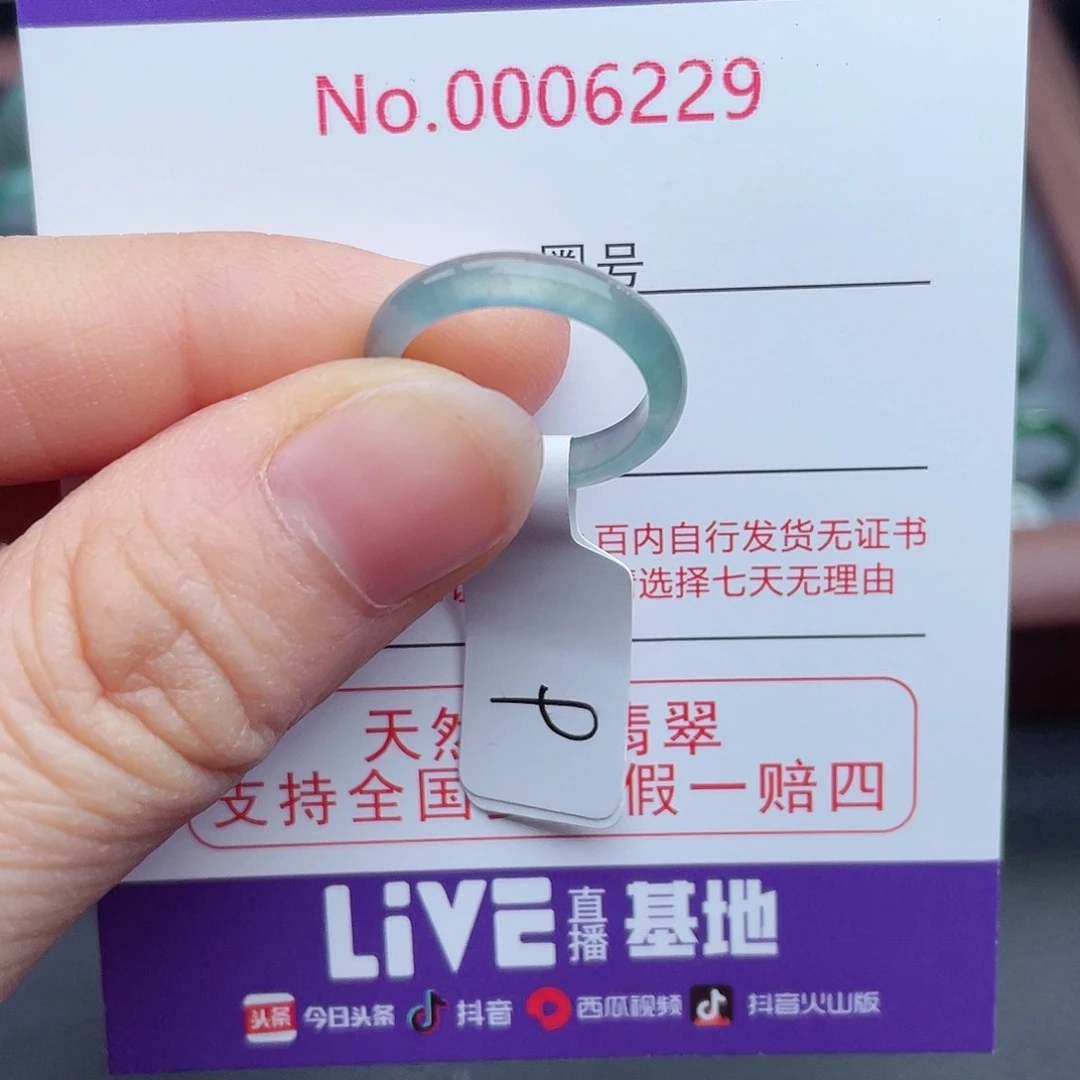 No.0006229
圈号
百内自行发货无证书
选择七天无理由
天然 翡翠
支持全国 假一赔四
LiVE 直播 基地
头条 今日头条 抖音 西瓜视频 抖音火山版